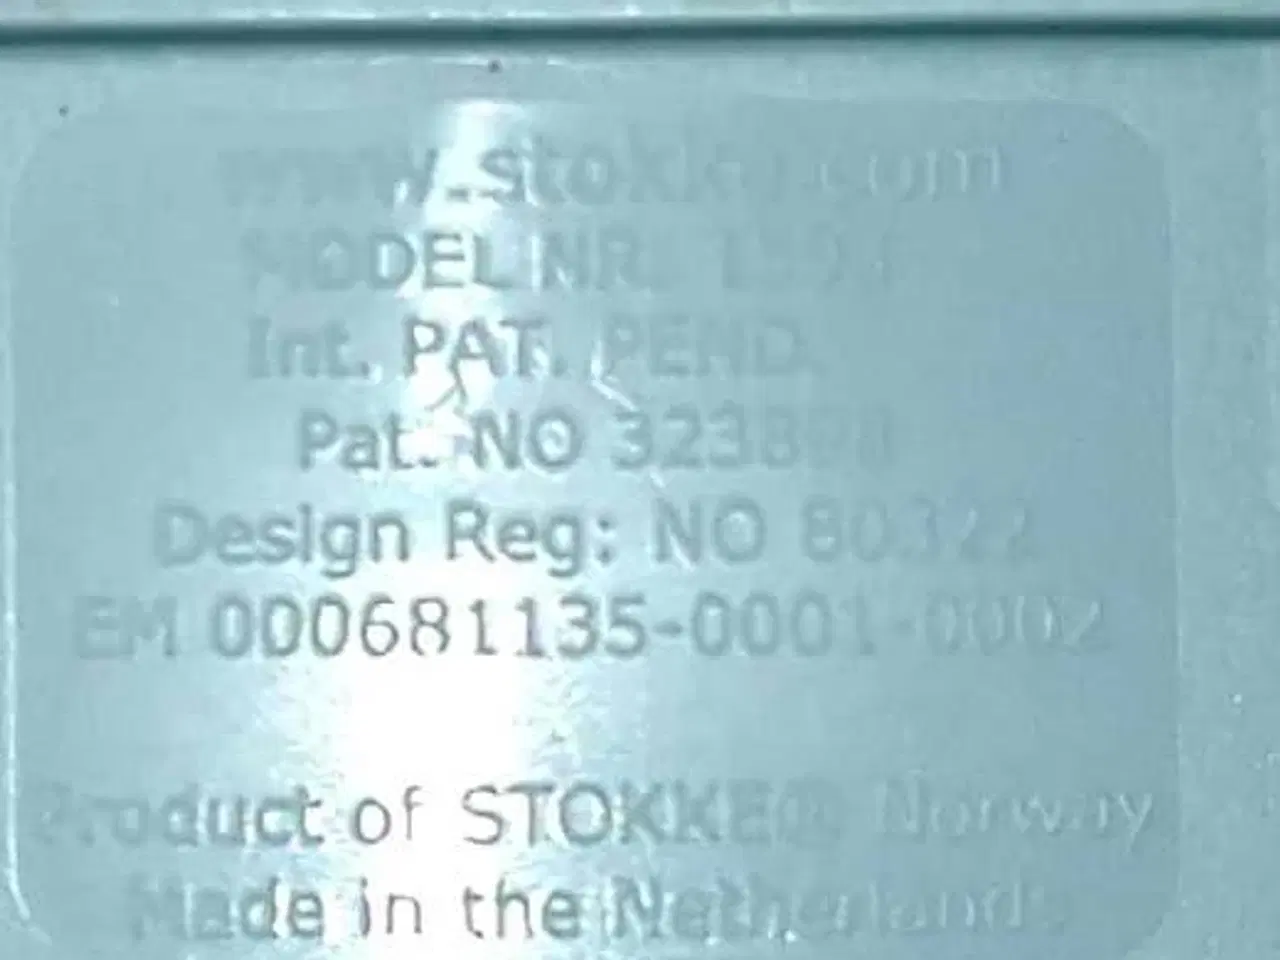 www.stokke.com
MODEL NR.
Int. PAT. PEND.
Pat. NO
Design Reg: NO 80322
EM 000681135-0001-0002
Product of STOKKE® Norway
Made in the Netherlands